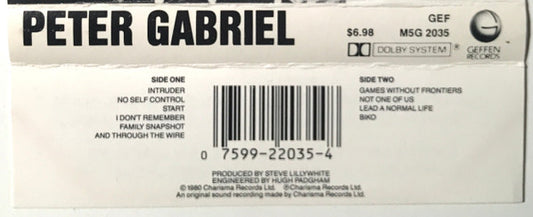 PETER GABRIEL
GEF
$6.98 M5G 2035
DOLBY SYSTEM ®
GEFFEN
RECORDS
SIDE ONE
INTRUDER
NO SELF CONTROL
START
I DON'T REMEMBER
FAMILY SNAPSHOT
AND THROUGH THE WIRE
SIDE TWO
GAMES WITHOUT FRONTIERS
NOT ONE OF US
LEAD A NORMAL LIFE
BIKO
0 7599-22035-4
PRODUCED BY STEVE LILLYWHITE
ENGINEERED BY HUGH PADGHAM
© 1980 Charisma Records Ltd. ℗ Charisma Records Ltd.
An original sound recording made by Charisma Records Ltd.